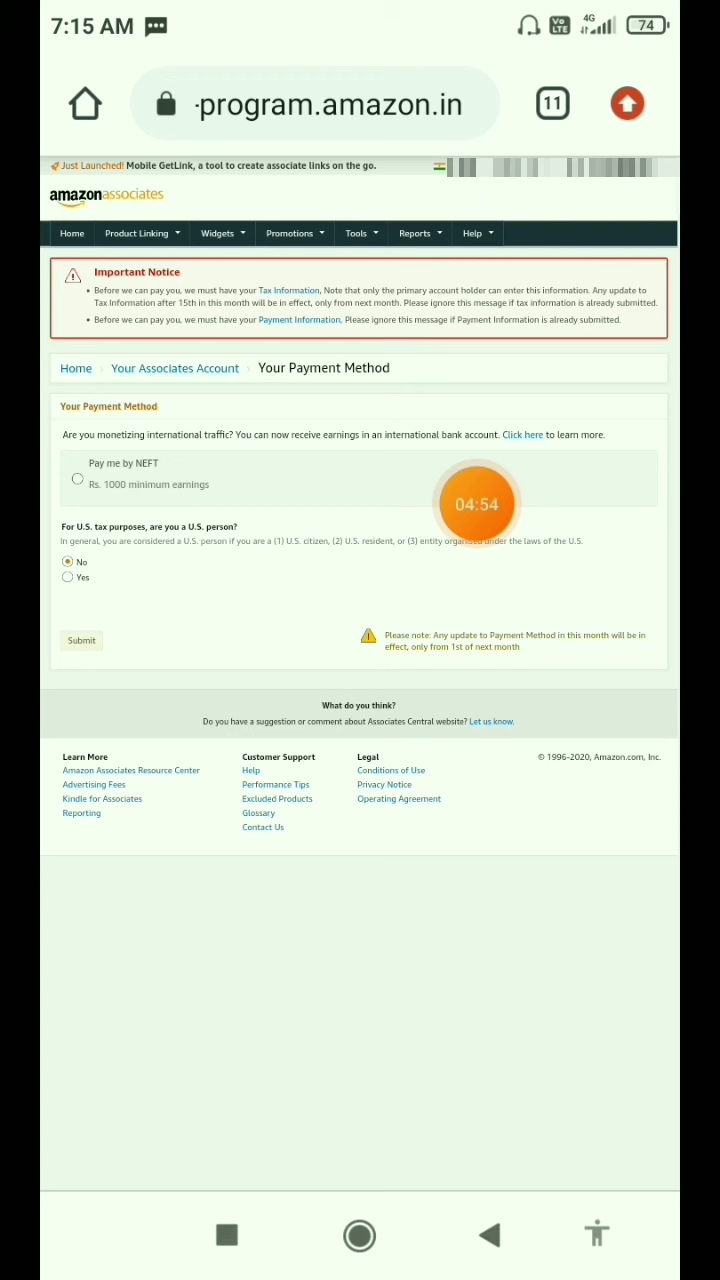 7:15 AM
Vo LTE
4G
74
-program.amazon.in
11
Just Launched! Mobile GetLink, a tool to create associate links on the go.
amazonassociates
Home Product Linking Widgets Promotions Tools Reports Help
Important Notice
• Before we can pay you, we must have your Tax Information. Note that only the primary account holder can enter this information. Any update to
Tax Information after 15th in this month will be in effect, only from next month. Please ignore this message if tax information is already submitted.
• Before we can pay you, we must have your Payment Information. Please ignore this message if Payment Information is already submitted.
Home › Your Associates Account › Your Payment Method
Your Payment Method
Are you monetizing international traffic? You can now receive earnings in an international bank account. Click here to learn more.
Pay me by NEFT
Rs. 1000 minimum earnings
04:54
For U.S. tax purposes, are you a U.S. person?
In general, you are considered a U.S. person if you are a (1) U.S. citizen, (2) U.S. resident, or (3) entity organised under the laws of the U.S.
No
Yes
Submit
Please note: Any update to Payment Method in this month will be in
effect, only from 1st of next month
What do you think?
Do you have a suggestion or comment about Associates Central website? Let us know.
Learn More
Amazon Associates Resource Center
Advertising Fees
Kindle for Associates
Reporting
Customer Support
Help
Performance Tips
Excluded Products
Glossary
Contact Us
Legal
Conditions of Use
Privacy Notice
Operating Agreement
© 1996-2020, Amazon.com, Inc.